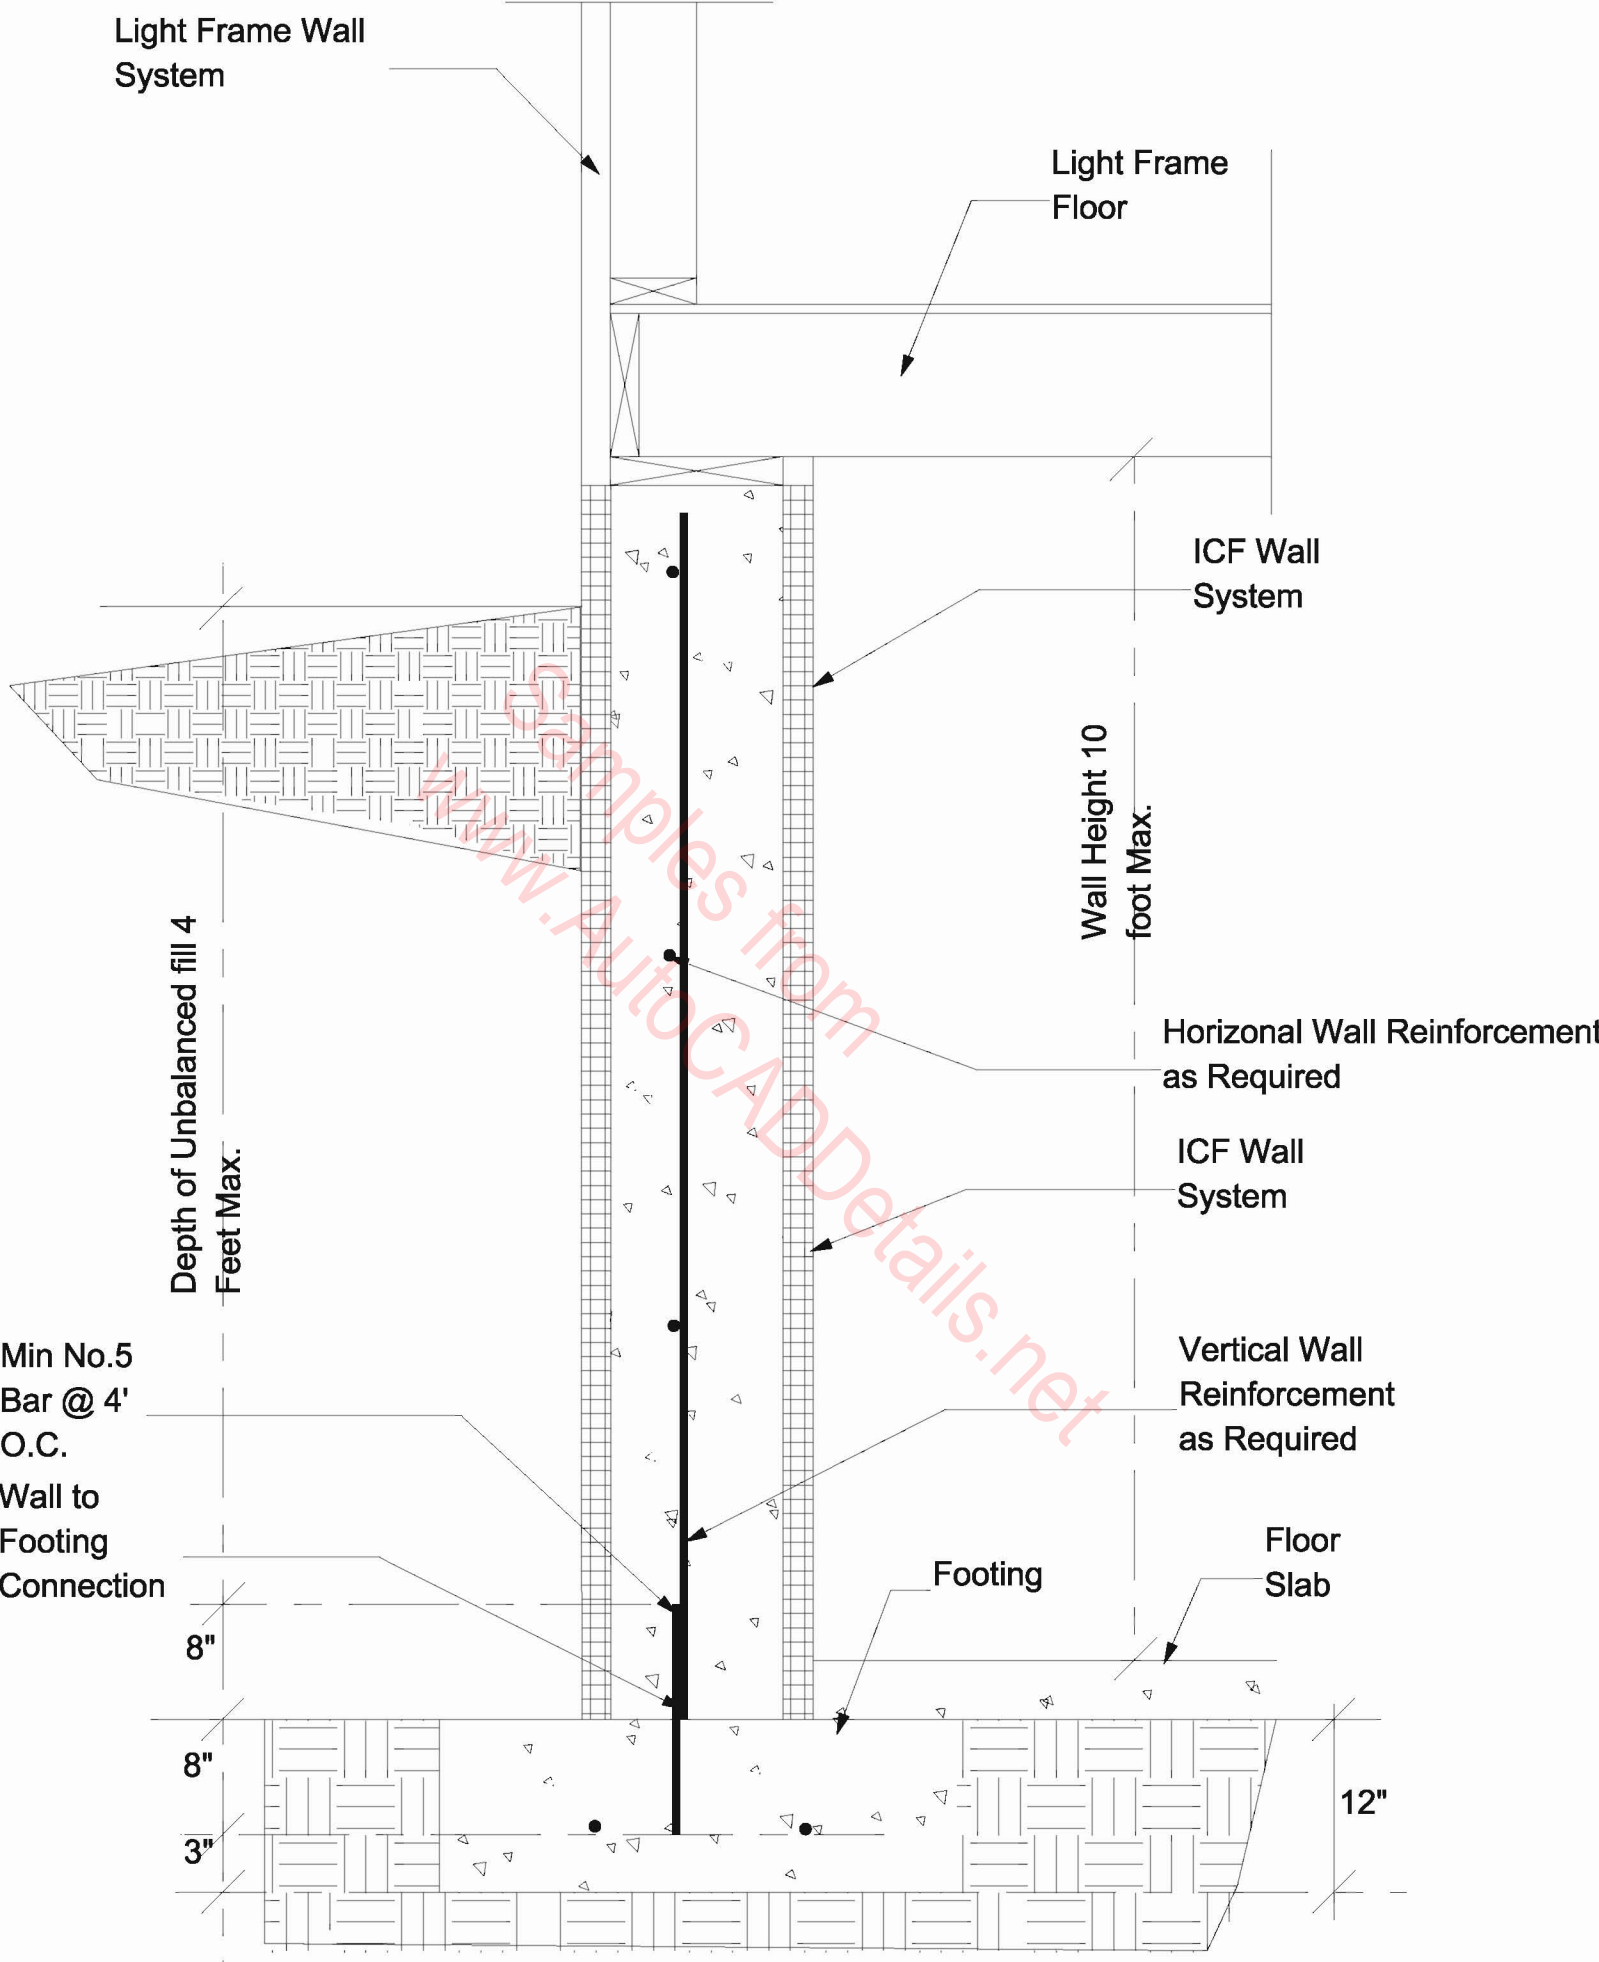 Light Frame Wall
System
Light Frame
Floor
ICF Wall
System
Wall Height 10
foot Max.
Samples from
www.AutoCADDetails.net
Depth of Unbalanced fill 4
Feet Max.
Horizonal Wall Reinforcement
as Required
ICF Wall
System
Min No.5
Bar @ 4'
O.C.
Vertical Wall
Reinforcement
as Required
Wall to
Footing
Connection
Footing
Floor
Slab
8"
8"
3"
12"